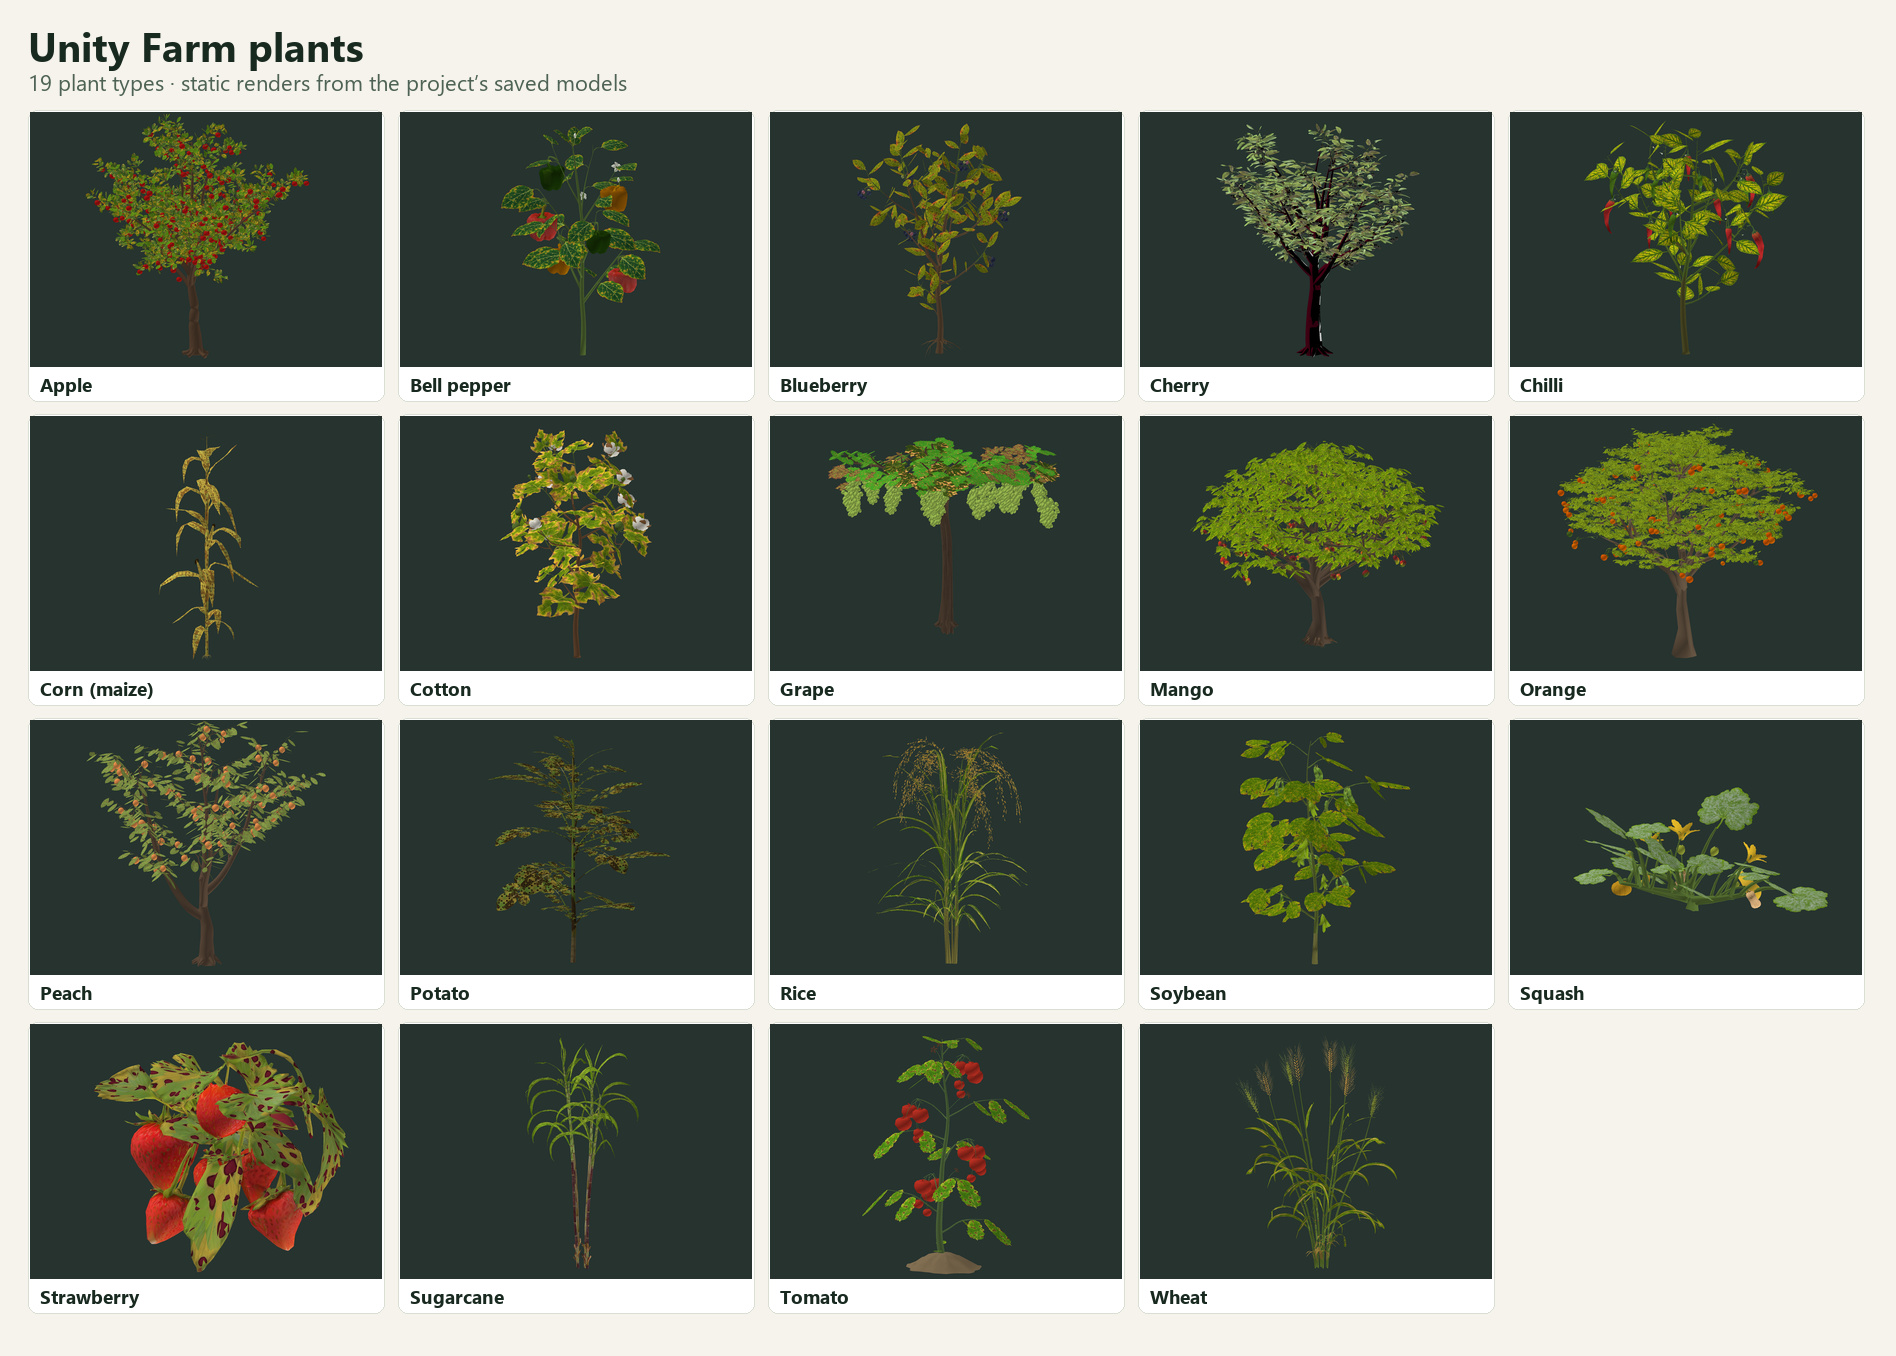 Unity Farm plants
19 plant types · static renders from the project’s saved models
Apple
Bell pepper
Blueberry
Cherry
Chilli
Corn (maize)
Cotton
Grape
Mango
Orange
Peach
Potato
Rice
Soybean
Squash
Strawberry
Sugarcane
Tomato
Wheat